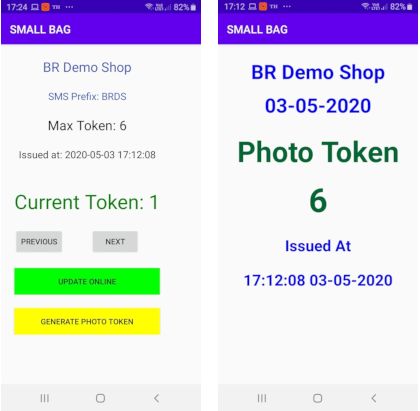 17:24 TH ··· 82%
SMALL BAG
BR Demo Shop
SMS Prefix: BRDS
Max Token: 6
Issued at: 2020-05-03 17:12:08
Current Token: 1
PREVIOUS NEXT
UPDATE ONLINE
GENERATE PHOTO TOKEN
17:12 TH ··· 82%
SMALL BAG
BR Demo Shop
03-05-2020
Photo Token
6
Issued At
17:12:08 03-05-2020